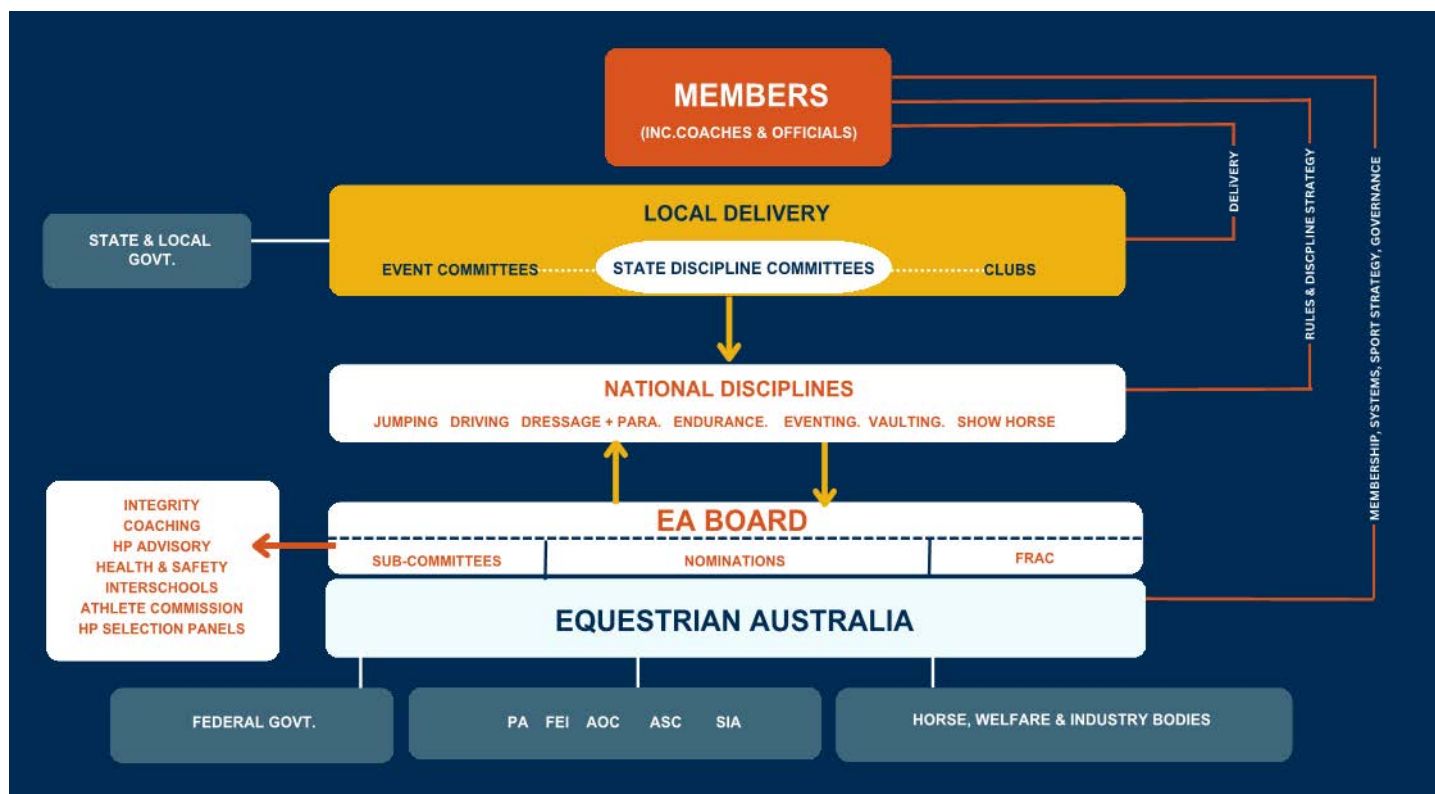 MEMBERS
(INC.COACHES & OFFICIALS)
LOCAL DELIVERY
STATE & LOCAL
GOVT.
EVENT COMMITTEES
STATE DISCIPLINE COMMITTEES
CLUBS
DELIVERY
RULES & DISCIPLINE STRATEGY
MEMBERSHIP, SYSTEMS, SPORT STRATEGY, GOVERNANCE
NATIONAL DISCIPLINES
JUMPING DRIVING DRESSAGE + PARA. ENDURANCE. EVENTING. VAULTING. SHOW HORSE
INTEGRITY
COACHING
HP ADVISORY
HEALTH & SAFETY
INTERSCHOOLS
ATHLETE COMMISSION
HP SELECTION PANELS
EA BOARD
SUB-COMMITTEES
NOMINATIONS
FRAC
EQUESTRIAN AUSTRALIA
FEDERAL GOVT.
PA FEI AOC ASC SIA
HORSE, WELFARE & INDUSTRY BODIES